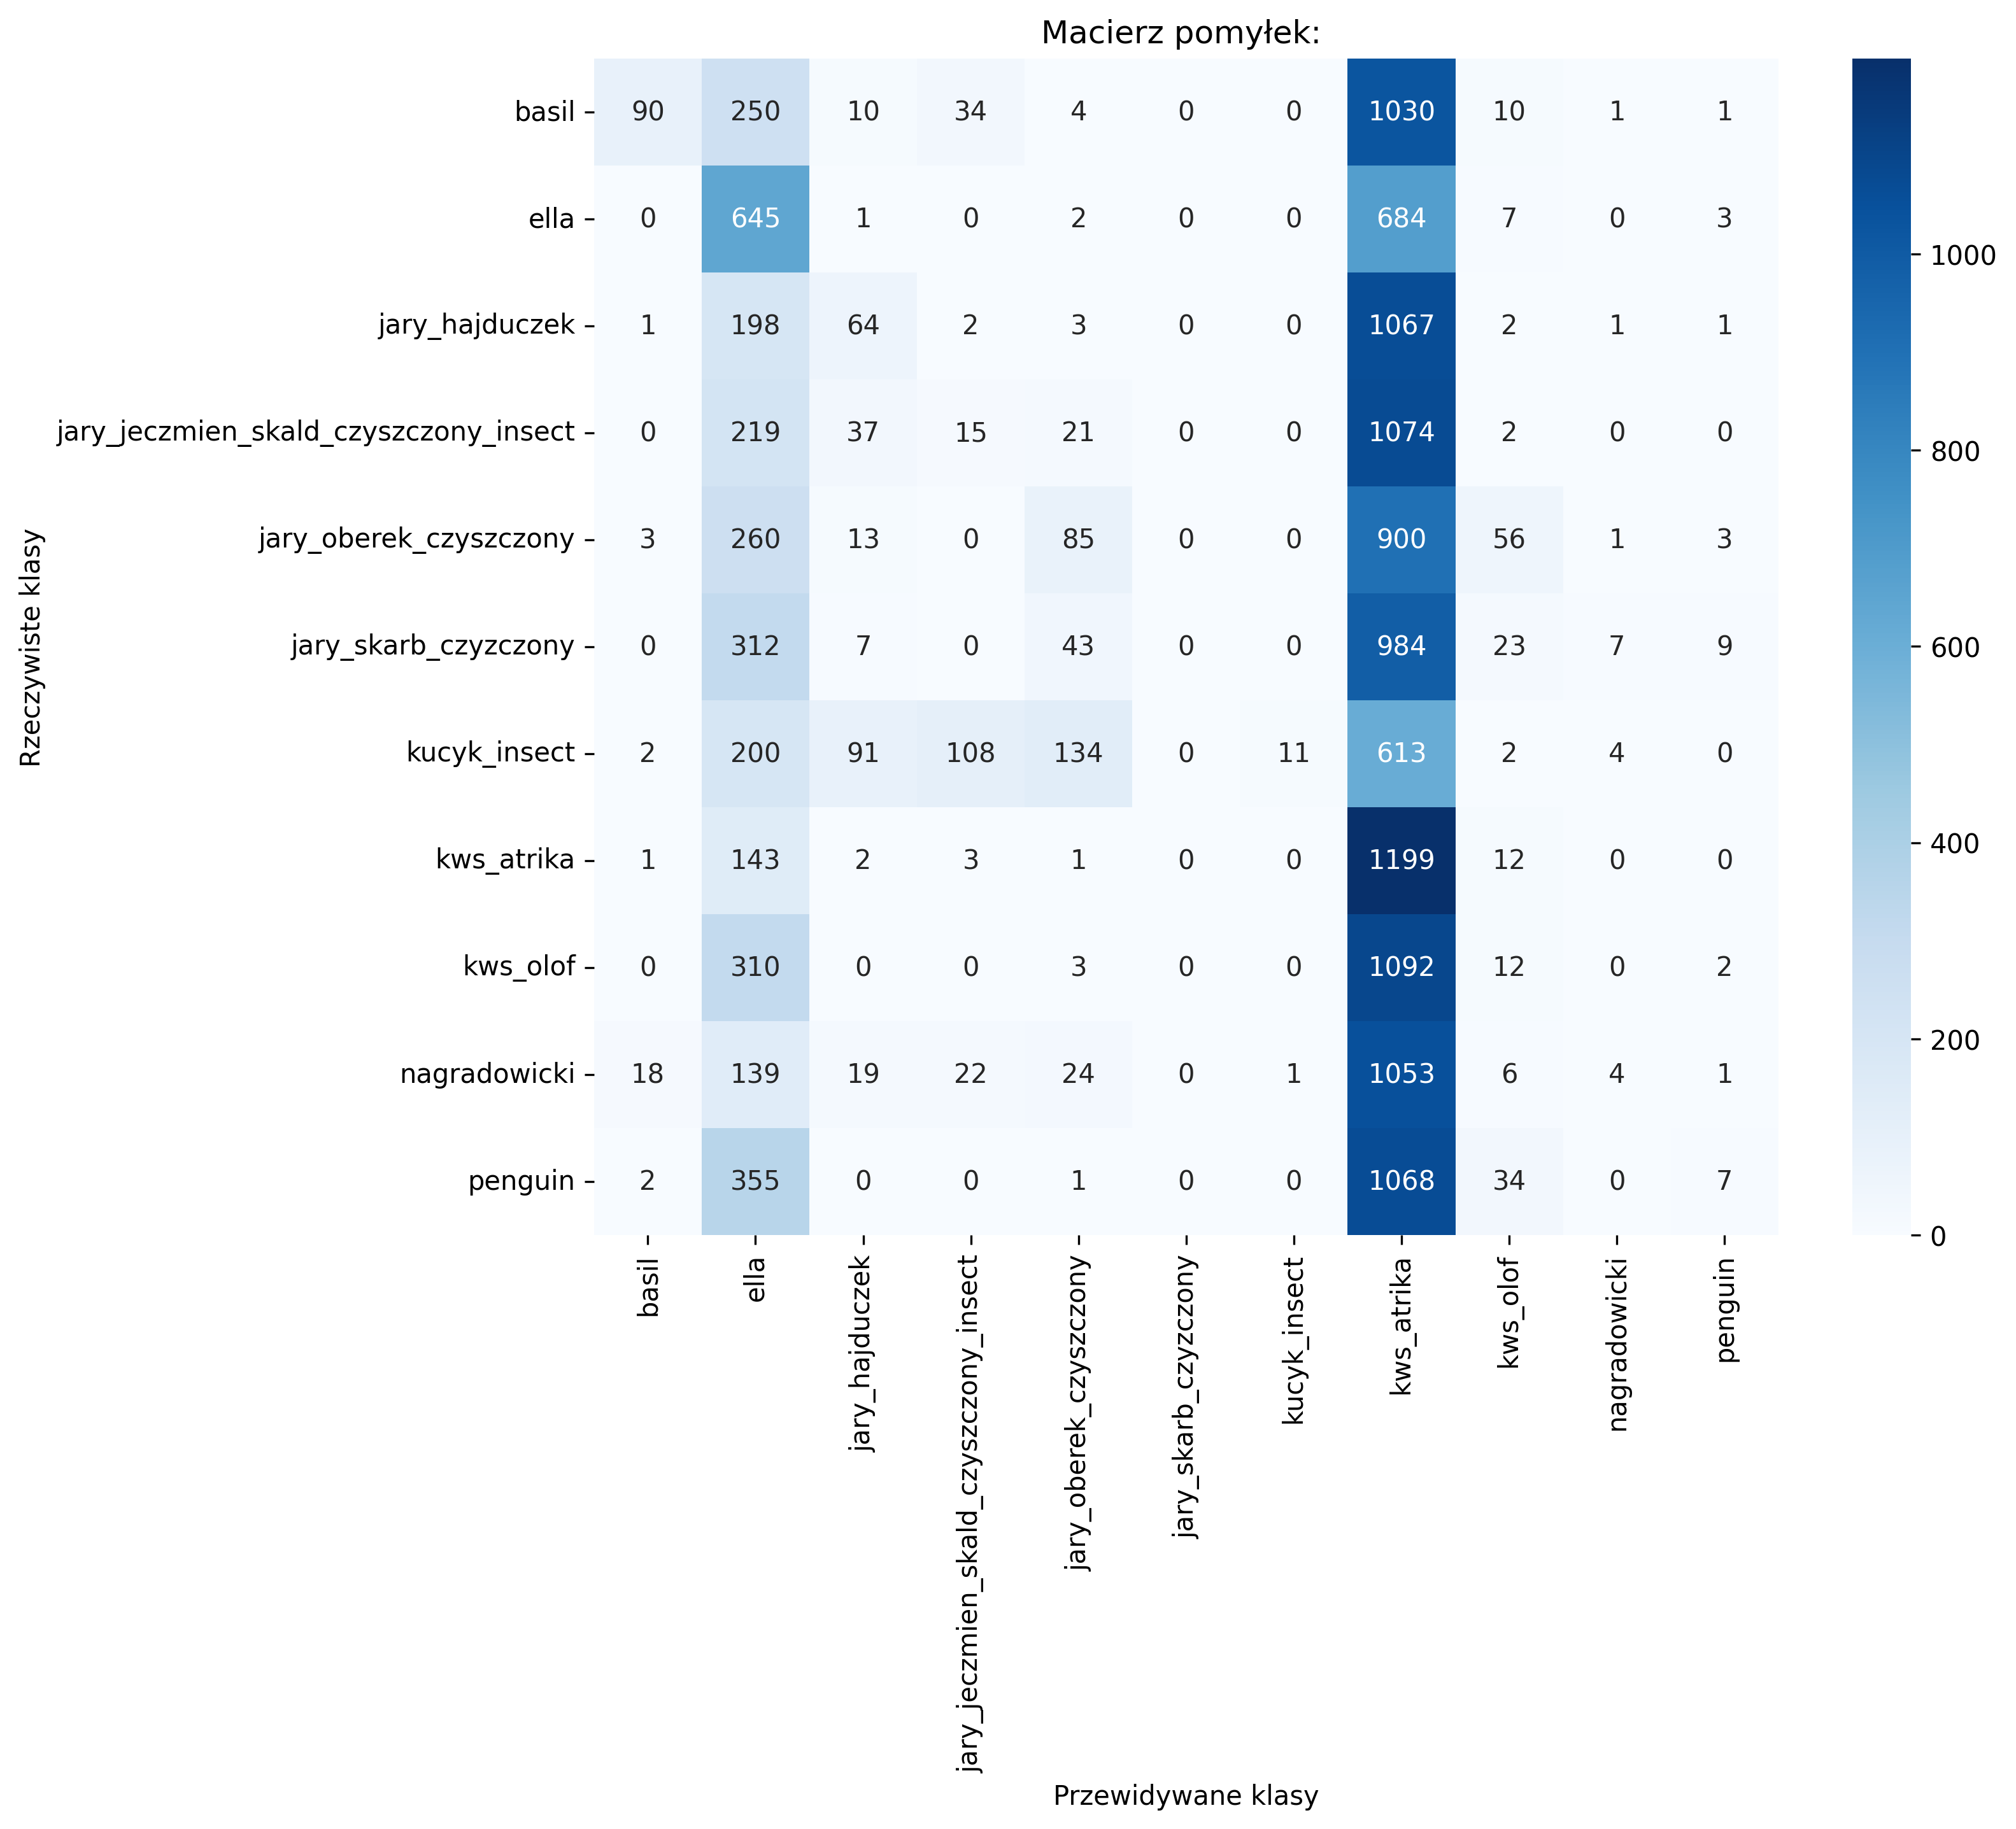 Macierz pomyłek:
basil 90 250 10 34 4 0 0 1030 10 1 1
ella 0 645 1 0 2 0 0 684 7 0 3
jary_hajduczek 1 198 64 2 3 0 0 1067 2 1 1
jary_jeczmien_skald_czyszczony_insect 0 219 37 15 21 0 0 1074 2 0 0
jary_oberek_czyszczony 3 260 13 0 85 0 0 900 56 1 3
jary_skarb_czyzczony 0 312 7 0 43 0 0 984 23 7 9
kucyk_insect 2 200 91 108 134 0 11 613 2 4 0
kws_atrika 1 143 2 3 1 0 0 1199 12 0 0
kws_olof 0 310 0 0 3 0 0 1092 12 0 2
nagradowicki 18 139 19 22 24 0 1 1053 6 4 1
penguin 2 355 0 0 1 0 0 1068 34 0 7
Rzeczywiste klasy
basil
ella
jary_hajduczek
jary_jeczmien_skald_czyszczony_insect
jary_oberek_czyszczony
jary_skarb_czyzczony
kucyk_insect
kws_atrika
kws_olof
nagradowicki
penguin
Przewidywane klasy
1000
800
600
400
200
0